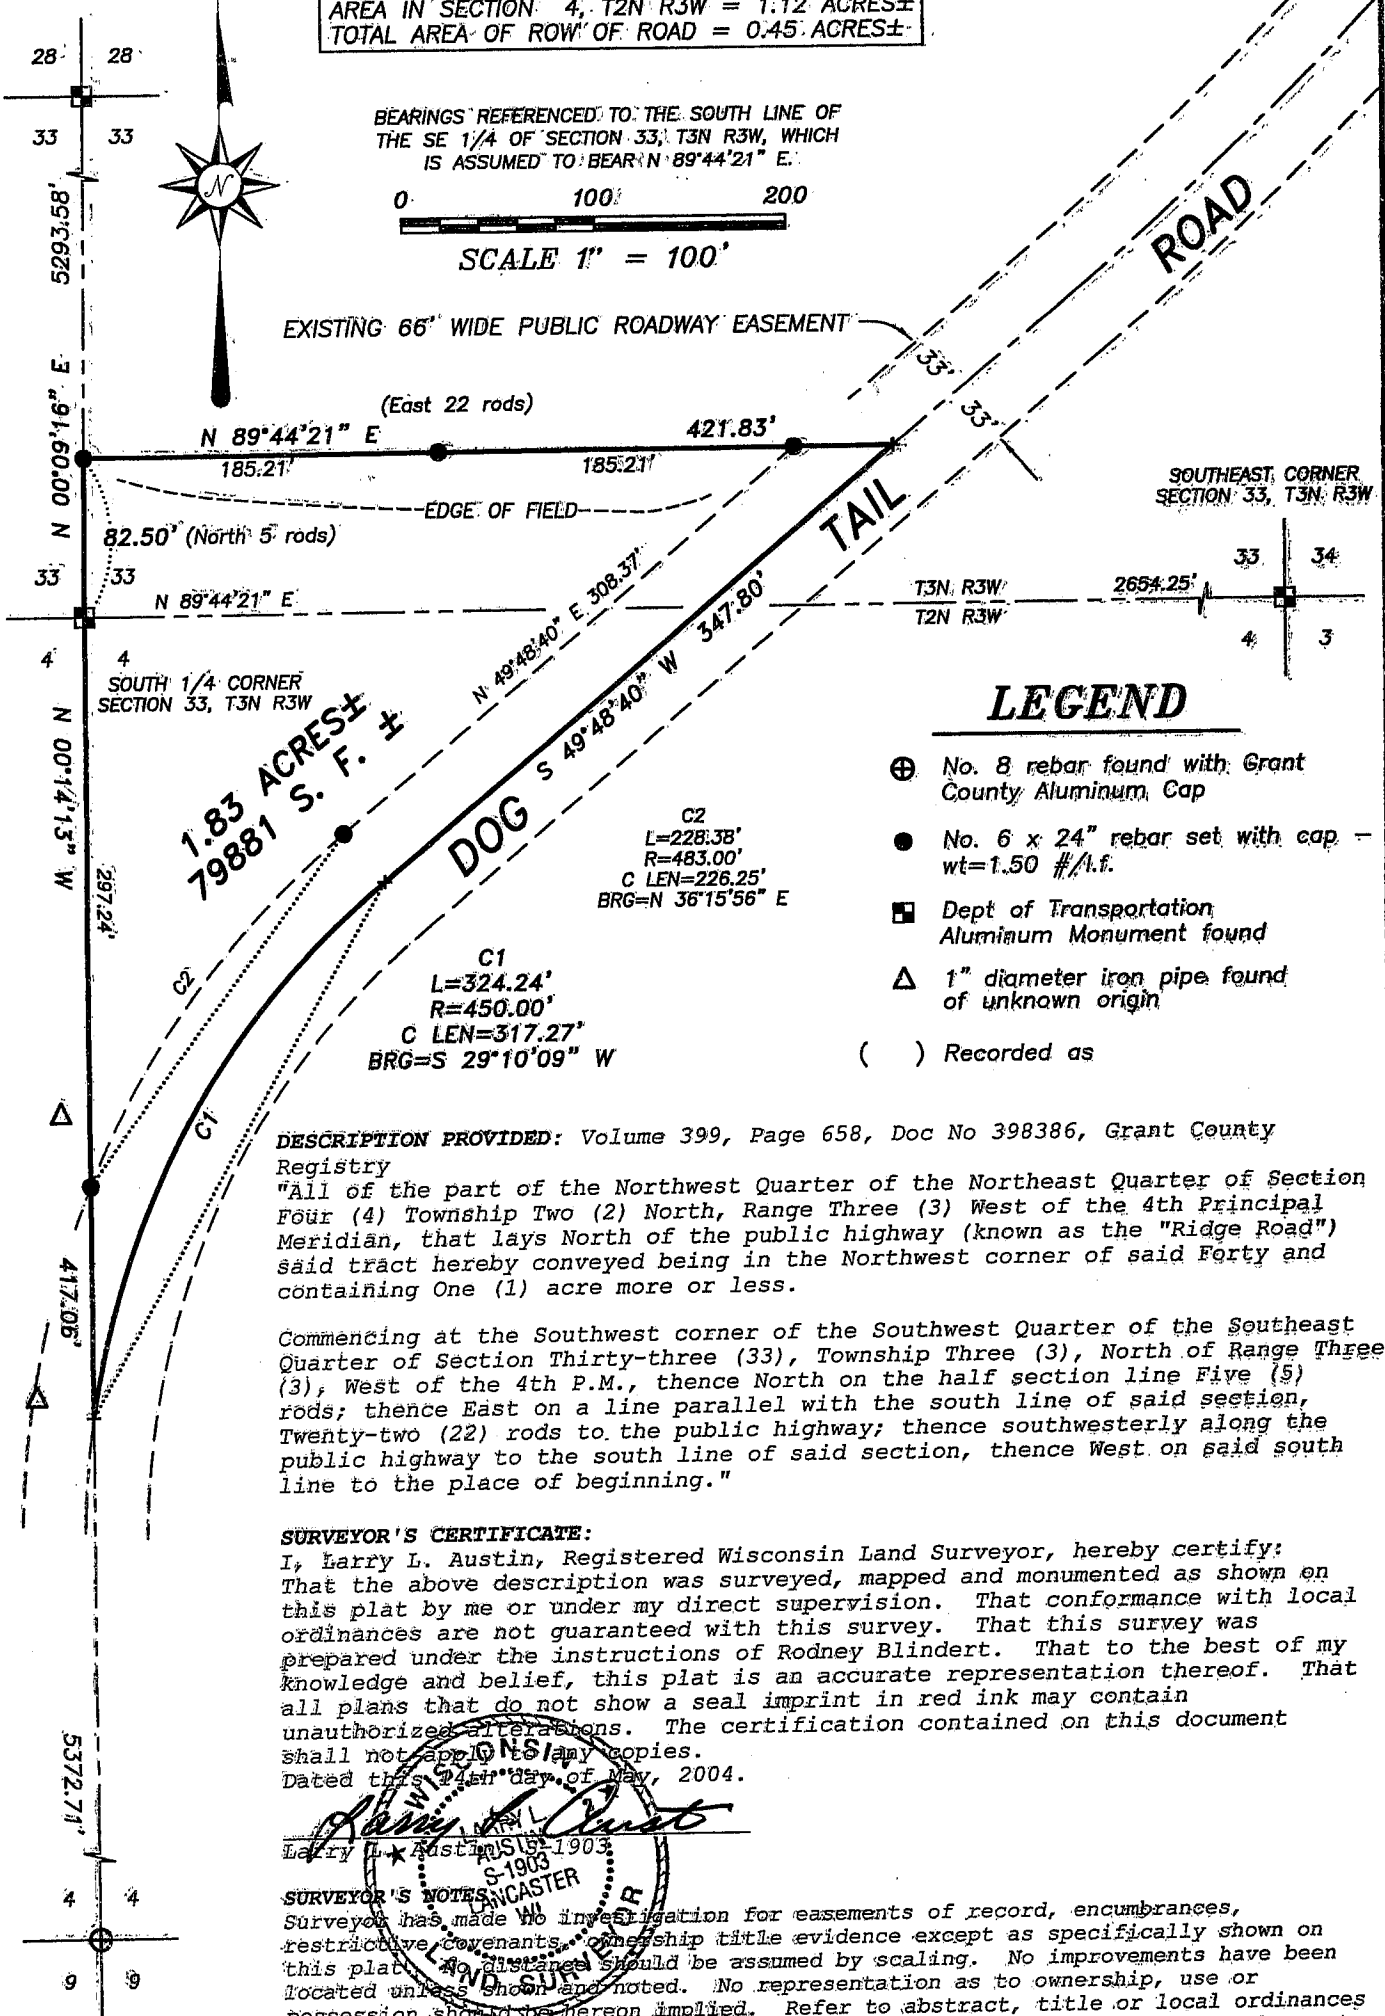 AREA IN SECTION 4, T2N R3W = 1.12 ACRES±
TOTAL AREA OF ROW OF ROAD = 0.45 ACRES±
28 28
33 33
BEARINGS REFERENCED TO THE SOUTH LINE OF
THE SE 1/4 OF SECTION 33, T3N R3W, WHICH
IS ASSUMED TO BEAR N 89°44'21" E.
N
0 100' 200
SCALE 1" = 100'
5293.58'
N 00°09'16" E
EXISTING 66' WIDE PUBLIC ROADWAY EASEMENT
33'
33'
ROAD
(East 22 rods)
N 89°44'21" E 421.83'
185.21' 185.21'
EDGE OF FIELD
82.50' (North 5 rods)
TAIL
SOUTHEAST CORNER
SECTION 33, T3N R3W
33 34
33 33
N 89°44'21" E
T3N R3W 2654.25'
T2N R3W
4 3
4 4
SOUTH 1/4 CORNER
SECTION 33, T3N R3W
N 49°48'40" E 308.37'
S 49°48'40" W 347.80'
N 00°14'13" W
297.24'
1.83 ACRES±
79881 S. F. ±
DOG
C2
L=228.38'
R=483.00'
C LEN=226.25'
BRG=N 36°15'56" E
C2
C1
L=324.24'
R=450.00'
C LEN=317.27'
BRG=S 29°10'09" W
C1
417.06'
LEGEND
No. 8 rebar found with Grant
County Aluminum Cap
No. 6 x 24" rebar set with cap –
wt=1.50 #/l.f.
Dept of Transportation
Aluminum Monument found
1" diameter iron pipe found
of unknown origin
( ) Recorded as
DESCRIPTION PROVIDED: Volume 399, Page 658, Doc No 398386, Grant County
Registry
"All of the part of the Northwest Quarter of the Northeast Quarter of Section
Four (4) Township Two (2) North, Range Three (3) West of the 4th Principal
Meridian, that lays North of the public highway (known as the "Ridge Road")
said tract hereby conveyed being in the Northwest corner of said Forty and
containing One (1) acre more or less.
Commencing at the Southwest corner of the Southwest Quarter of the Southeast
Quarter of Section Thirty-three (33), Township Three (3), North of Range Three
(3), West of the 4th P.M., thence North on the half section line Five (5)
rods; thence East on a line parallel with the south line of said section,
Twenty-two (22) rods to the public highway; thence southwesterly along the
public highway to the south line of said section, thence West on said south
line to the place of beginning."
SURVEYOR'S CERTIFICATE:
I, Larry L. Austin, Registered Wisconsin Land Surveyor, hereby certify:
That the above description was surveyed, mapped and monumented as shown on
this plat by me or under my direct supervision. That conformance with local
ordinances are not guaranteed with this survey. That this survey was
prepared under the instructions of Rodney Blindert. That to the best of my
knowledge and belief, this plat is an accurate representation thereof. That
all plans that do not show a seal imprint in red ink may contain
unauthorized alterations. The certification contained on this document
shall not apply to any copies.
Dated this 14th day of May, 2004.
Larry L. Aust
Larry L. Austin S-1903
WISCONSIN
LARRY L.
AUSTIN
S-1903
LANCASTER
WI
LAND SURVEYOR
5372.71'
4 4
9 9
SURVEYOR'S NOTES
Surveyor has made no investigation for easements of record, encumbrances,
restrictive covenants, ownership title evidence except as specifically shown on
this plat. No distance should be assumed by scaling. No improvements have been
located unless shown and noted. No representation as to ownership, use or
possession should be hereon implied. Refer to abstract, title or local ordinances